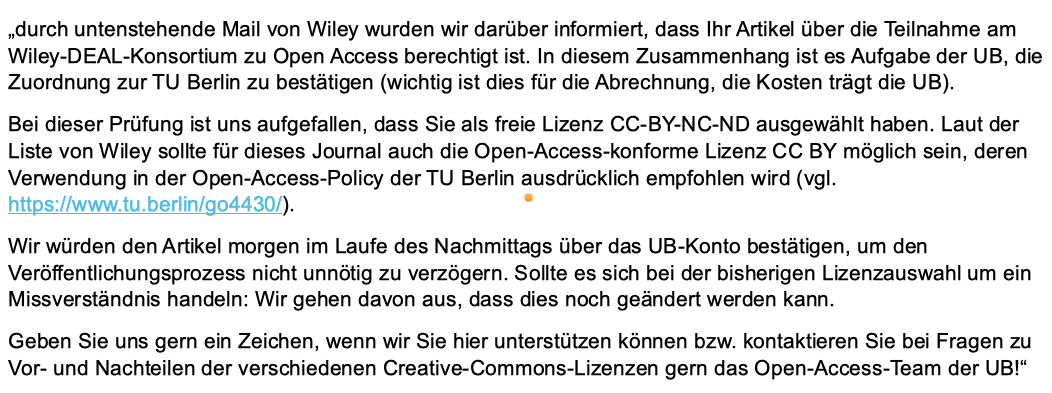 „durch untenstehende Mail von Wiley wurden wir darüber informiert, dass Ihr Artikel über die Teilnahme am
Wiley-DEAL-Konsortium zu Open Access berechtigt ist. In diesem Zusammenhang ist es Aufgabe der UB, die
Zuordnung zur TU Berlin zu bestätigen (wichtig ist dies für die Abrechnung, die Kosten trägt die UB).
Bei dieser Prüfung ist uns aufgefallen, dass Sie als freie Lizenz CC-BY-NC-ND ausgewählt haben. Laut der
Liste von Wiley sollte für dieses Journal auch die Open-Access-konforme Lizenz CC BY möglich sein, deren
Verwendung in der Open-Access-Policy der TU Berlin ausdrücklich empfohlen wird (vgl.
https://www.tu.berlin/go4430/).
Wir würden den Artikel morgen im Laufe des Nachmittags über das UB-Konto bestätigen, um den
Veröffentlichungsprozess nicht unnötig zu verzögern. Sollte es sich bei der bisherigen Lizenzauswahl um ein
Missverständnis handeln: Wir gehen davon aus, dass dies noch geändert werden kann.
Geben Sie uns gern ein Zeichen, wenn wir Sie hier unterstützen können bzw. kontaktieren Sie bei Fragen zu
Vor- und Nachteilen der verschiedenen Creative-Commons-Lizenzen gern das Open-Access-Team der UB!“